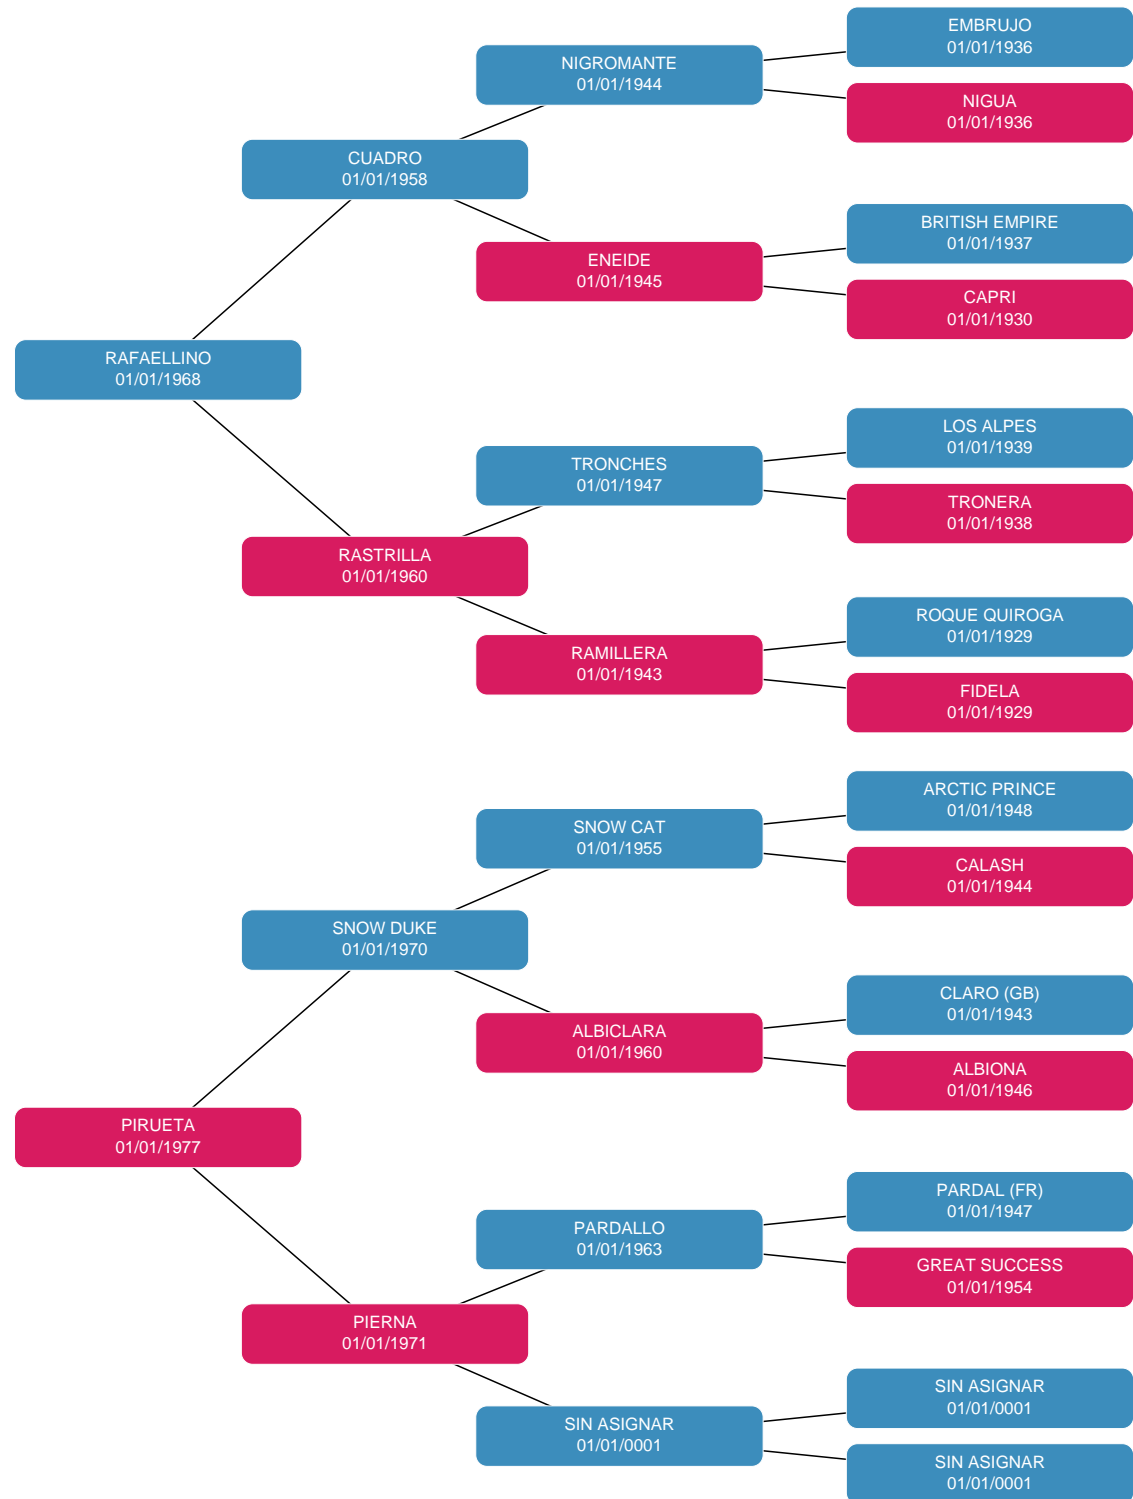 EMBRUJO
01/01/1936
NIGROMANTE
01/01/1944
NIGUA
01/01/1936
CUADRO
01/01/1958
BRITISH EMPIRE
01/01/1937
ENEIDE
01/01/1945
CAPRI
01/01/1930
RAFAELLINO
01/01/1968
LOS ALPES
01/01/1939
TRONCHES
01/01/1947
TRONERA
01/01/1938
RASTRILLA
01/01/1960
ROQUE QUIROGA
01/01/1929
RAMILLERA
01/01/1943
FIDELA
01/01/1929
ARCTIC PRINCE
01/01/1948
SNOW CAT
01/01/1955
CALASH
01/01/1944
SNOW DUKE
01/01/1970
CLARO (GB)
01/01/1943
ALBICLARA
01/01/1960
ALBIONA
01/01/1946
PIRUETA
01/01/1977
PARDAL (FR)
01/01/1947
PARDALLO
01/01/1963
GREAT SUCCESS
01/01/1954
PIERNA
01/01/1971
SIN ASIGNAR
01/01/0001
SIN ASIGNAR
01/01/0001
SIN ASIGNAR
01/01/0001